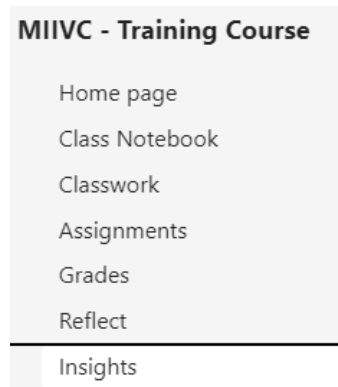 MIIVC - Training Course
Home page
Class Notebook
Classwork
Assignments
Grades
Reflect
Insights